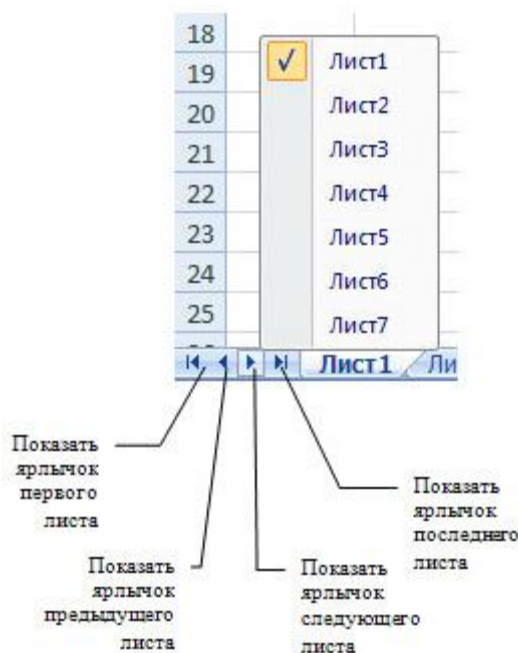 18
19
20
21
22
23
24
25
Лист1
Лист2
Лист3
Лист4
Лист5
Лист6
Лист7
Лист1
Ли
Показать
ярлычок
первого
листа
Показать
ярлычок
предыдущего
листа
Показать
ярлычок
следующего
листа
Показать
ярлычок
последнего
листа